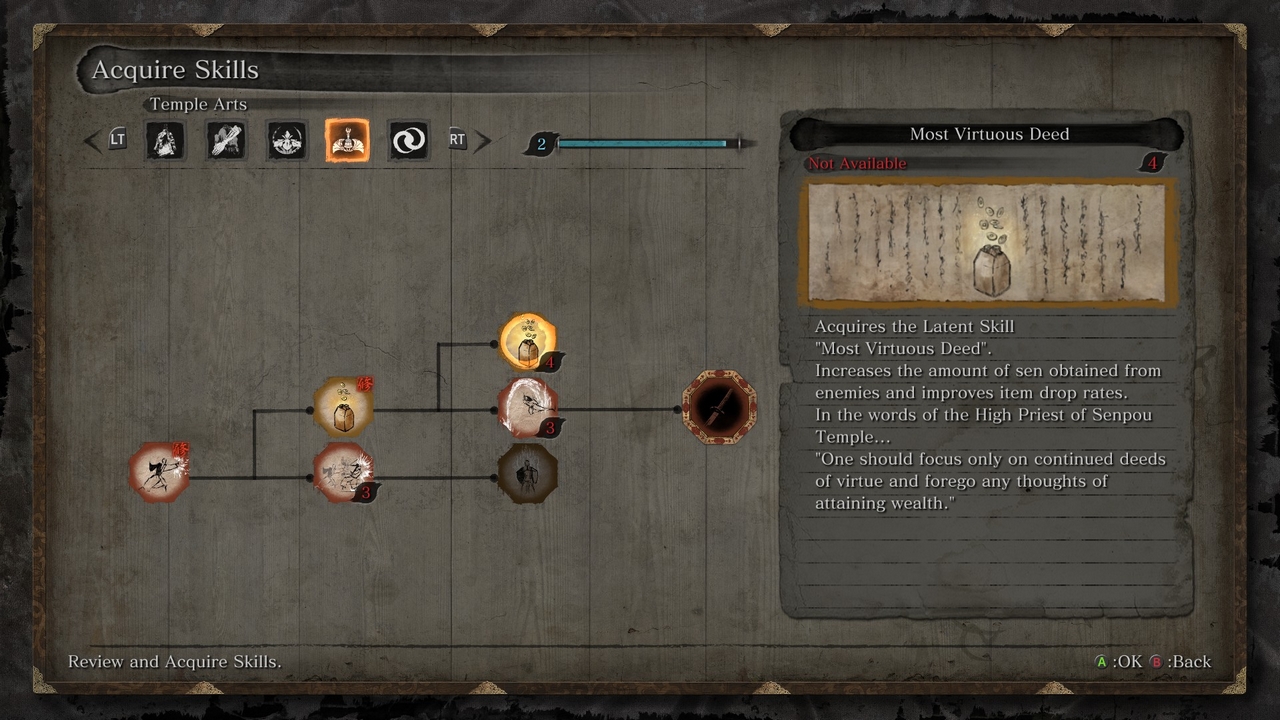 Acquire Skills
Temple Arts
LT
RT
2
Most Virtuous Deed
Not Available
4
Acquires the Latent Skill
"Most Virtuous Deed".
Increases the amount of sen obtained from
enemies and improves item drop rates.
In the words of the High Priest of Senpou
Temple...
"One should focus only on continued deeds
of virtue and forego any thoughts of
attaining wealth."
4
修
3
修
3
Review and Acquire Skills.
A :OK B :Back